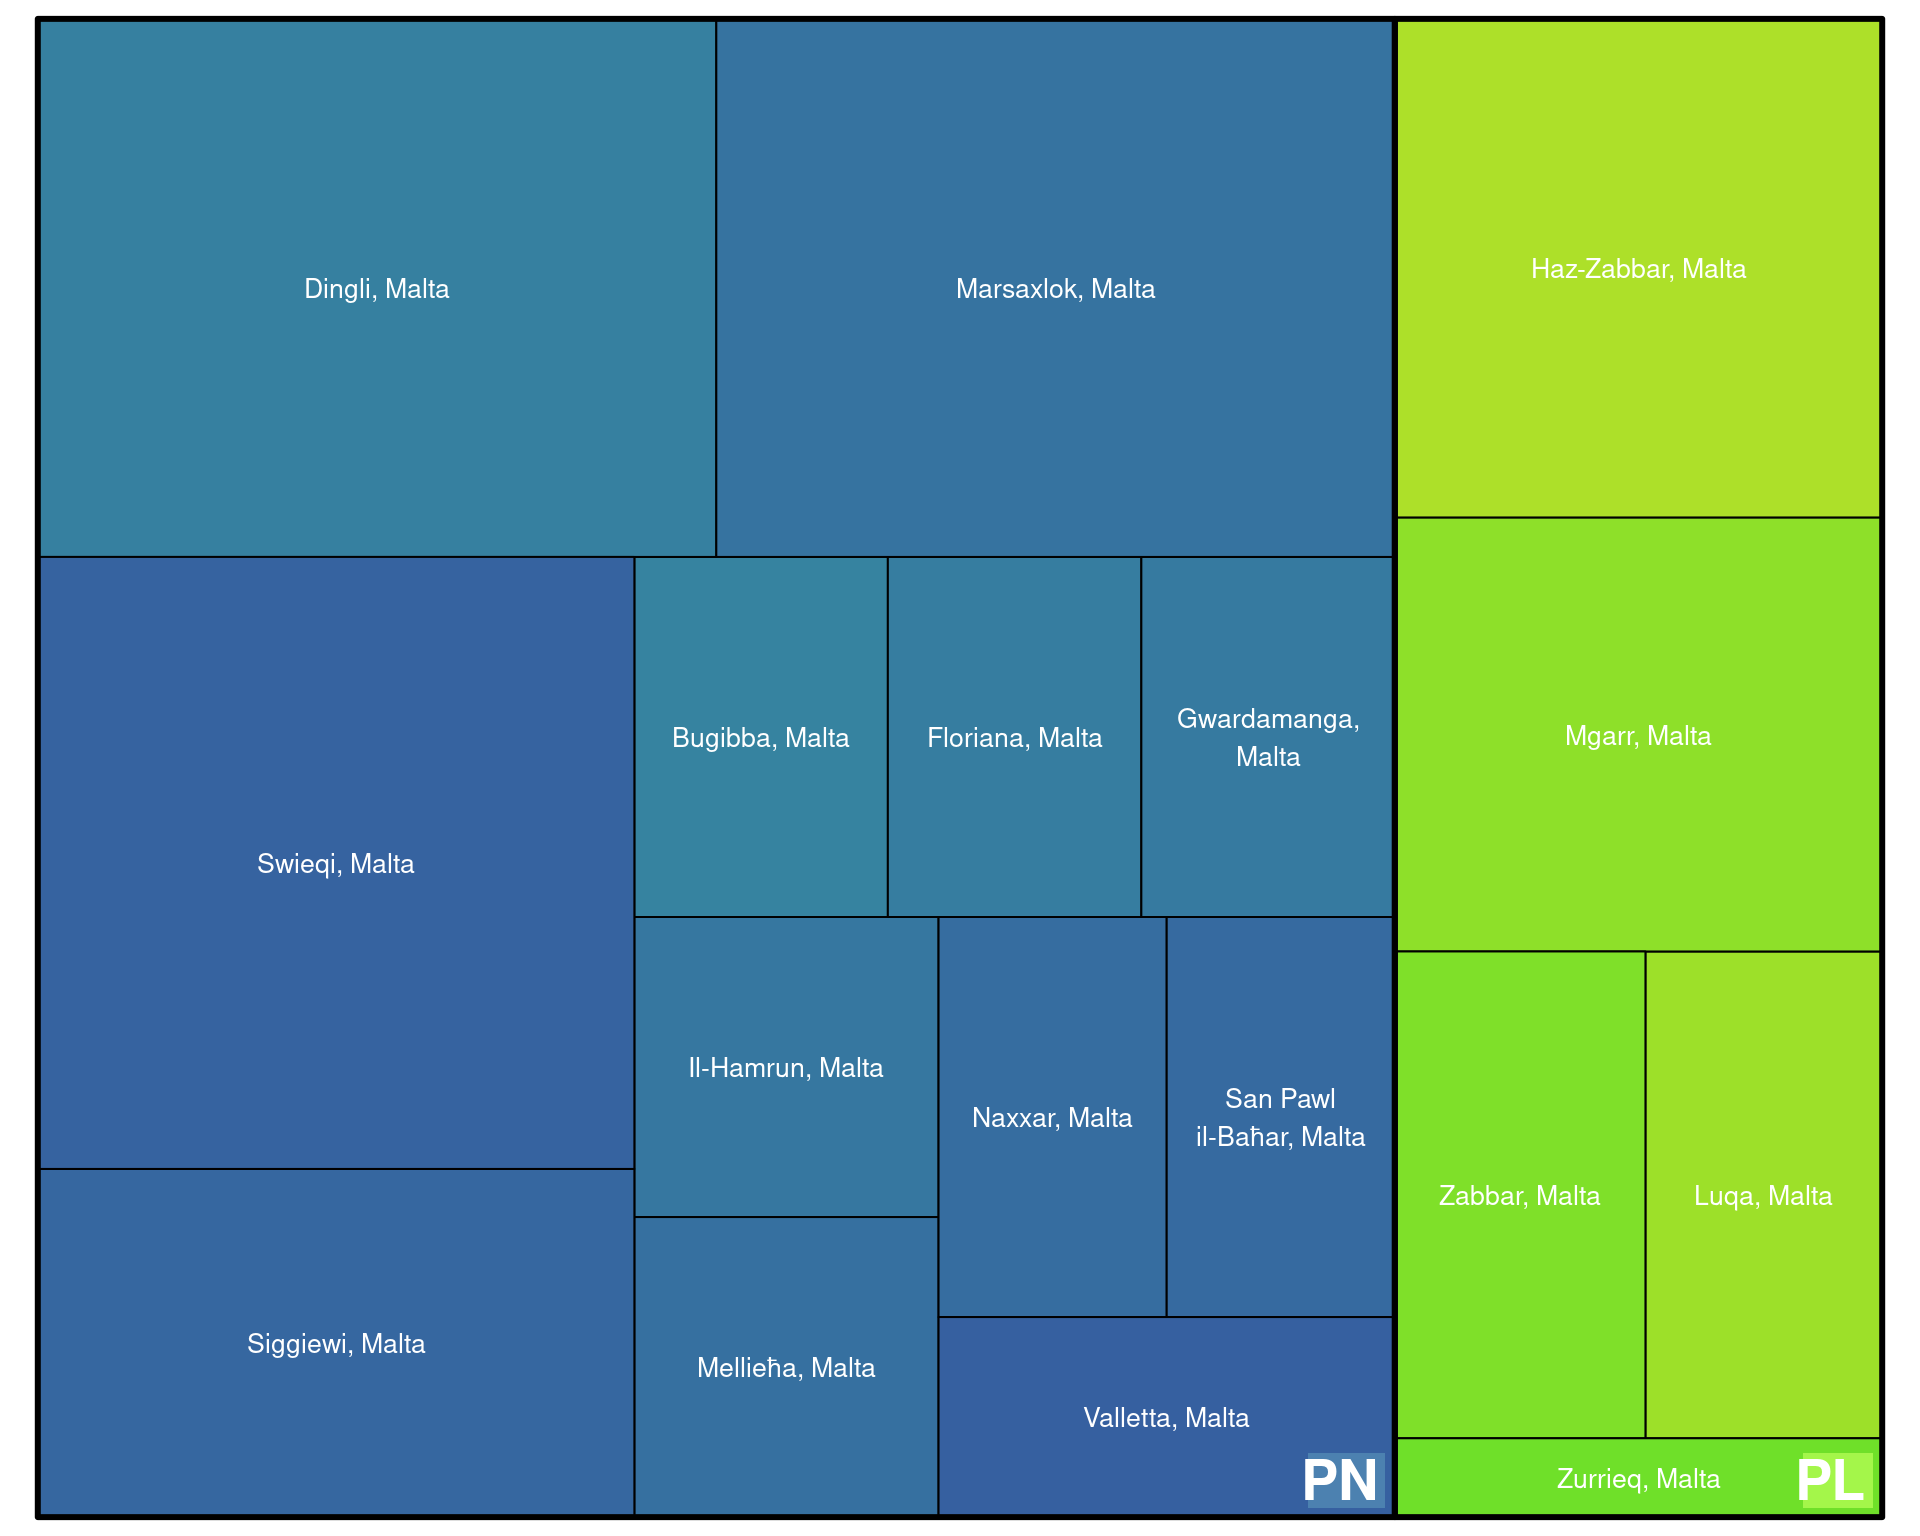 Dingli, Malta
Marsaxlok, Malta
Haz-Zabbar, Malta
Swieqi, Malta
Bugibba, Malta
Floriana, Malta
Gwardamanga,
Malta
Mgarr, Malta
Il-Hamrun, Malta
Naxxar, Malta
San Pawl
il-Baħar, Malta
Zabbar, Malta
Luqa, Malta
Siggiewi, Malta
Mellieħa, Malta
Valletta, Malta
PN
Zurrieq, Malta
PL